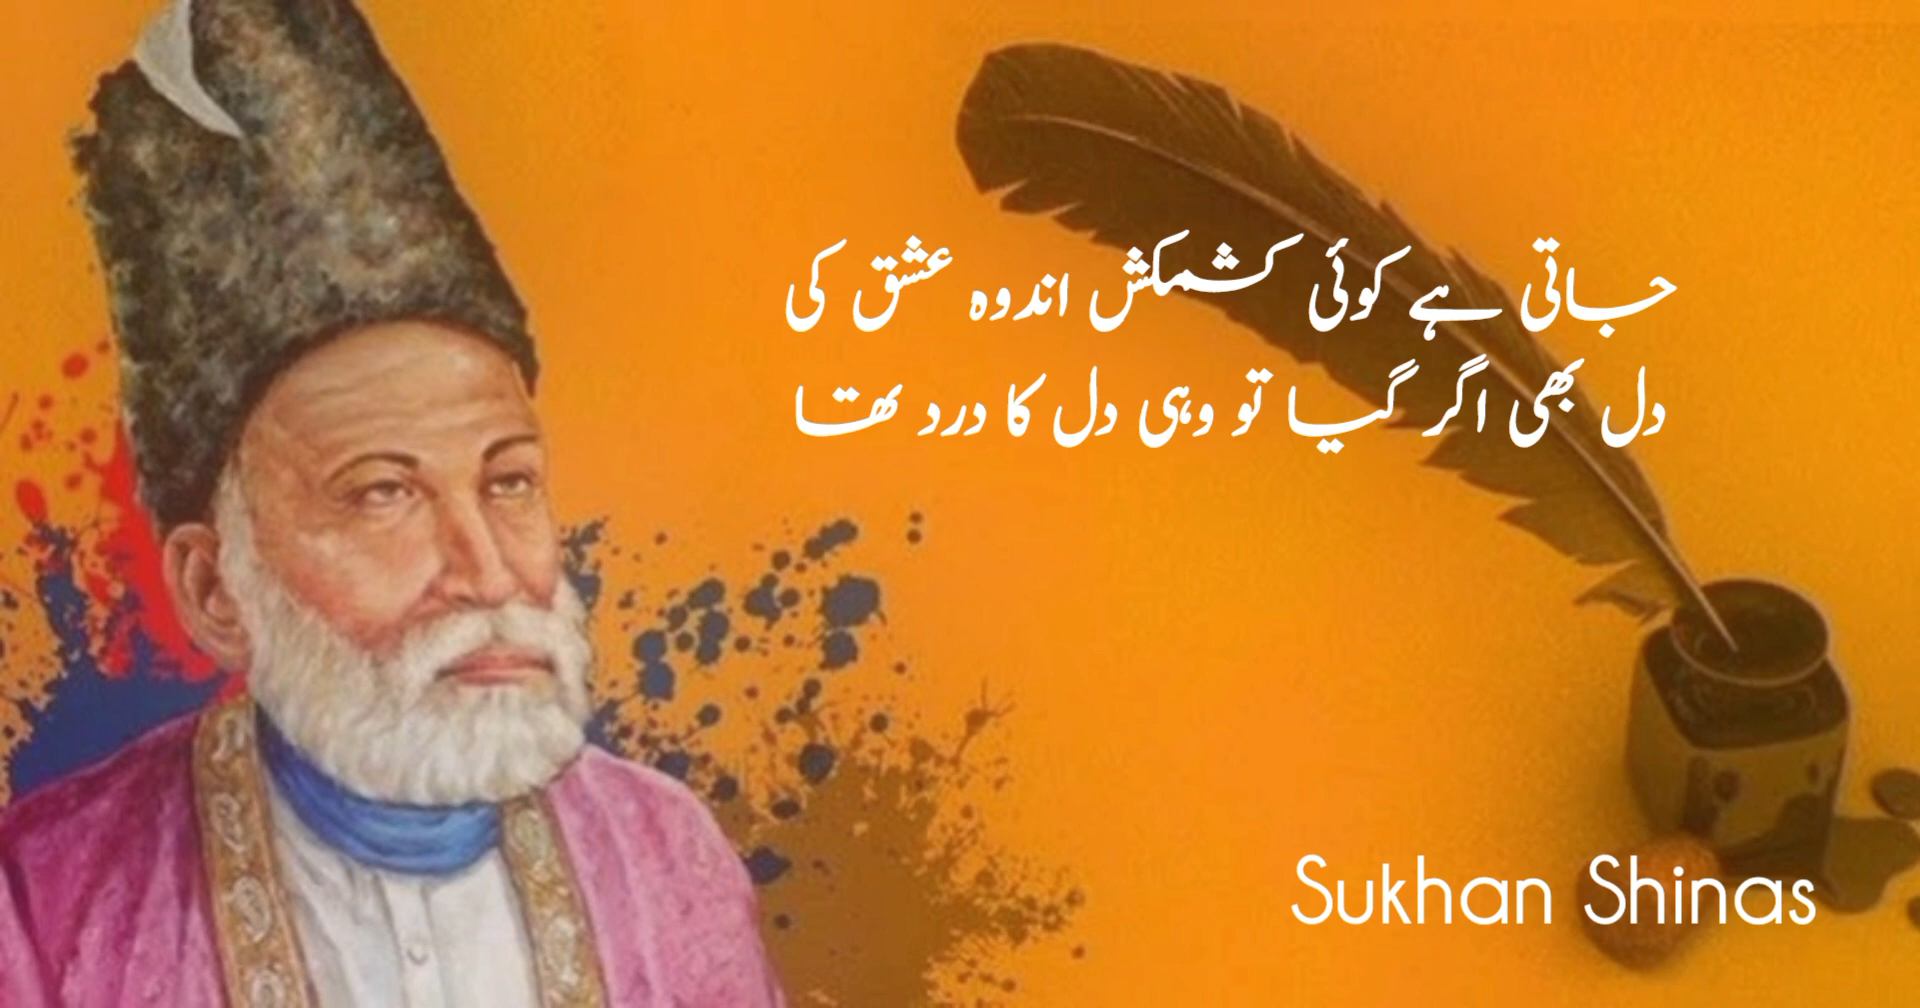 جاتی ہے کوئی کشمکش اندوہ عشق کی
دل بھی اگر گیا تو وہی دل کا درد تھا
Sukhan Shinas